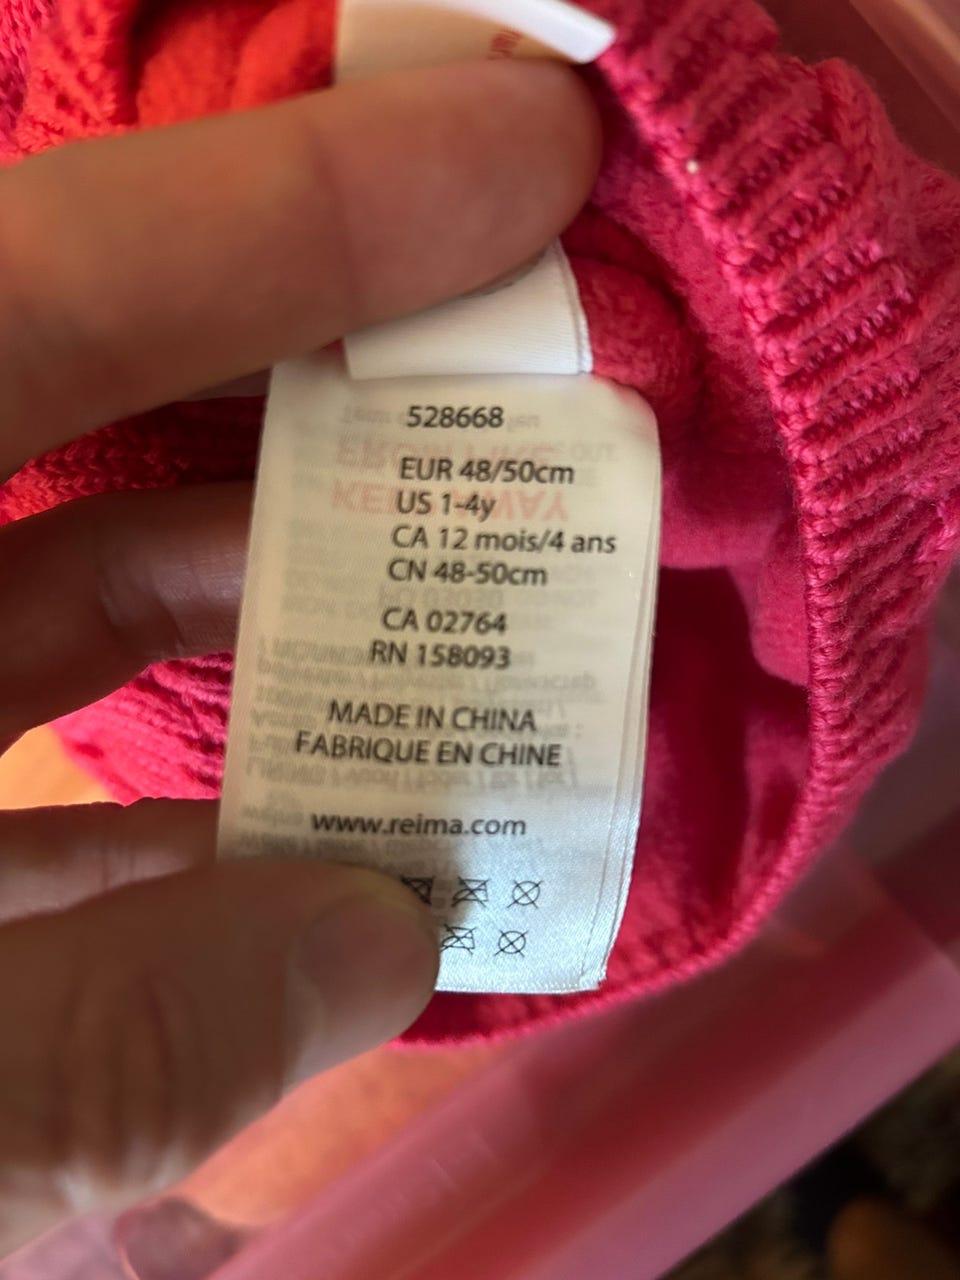 528668
EUR 48/50cm
US 1-4y
CA 12 mois/4 ans
CN 48-50cm
CA 02764
RN 158093
MADE IN CHINA
FABRIQUE EN CHINE
www.reima.com